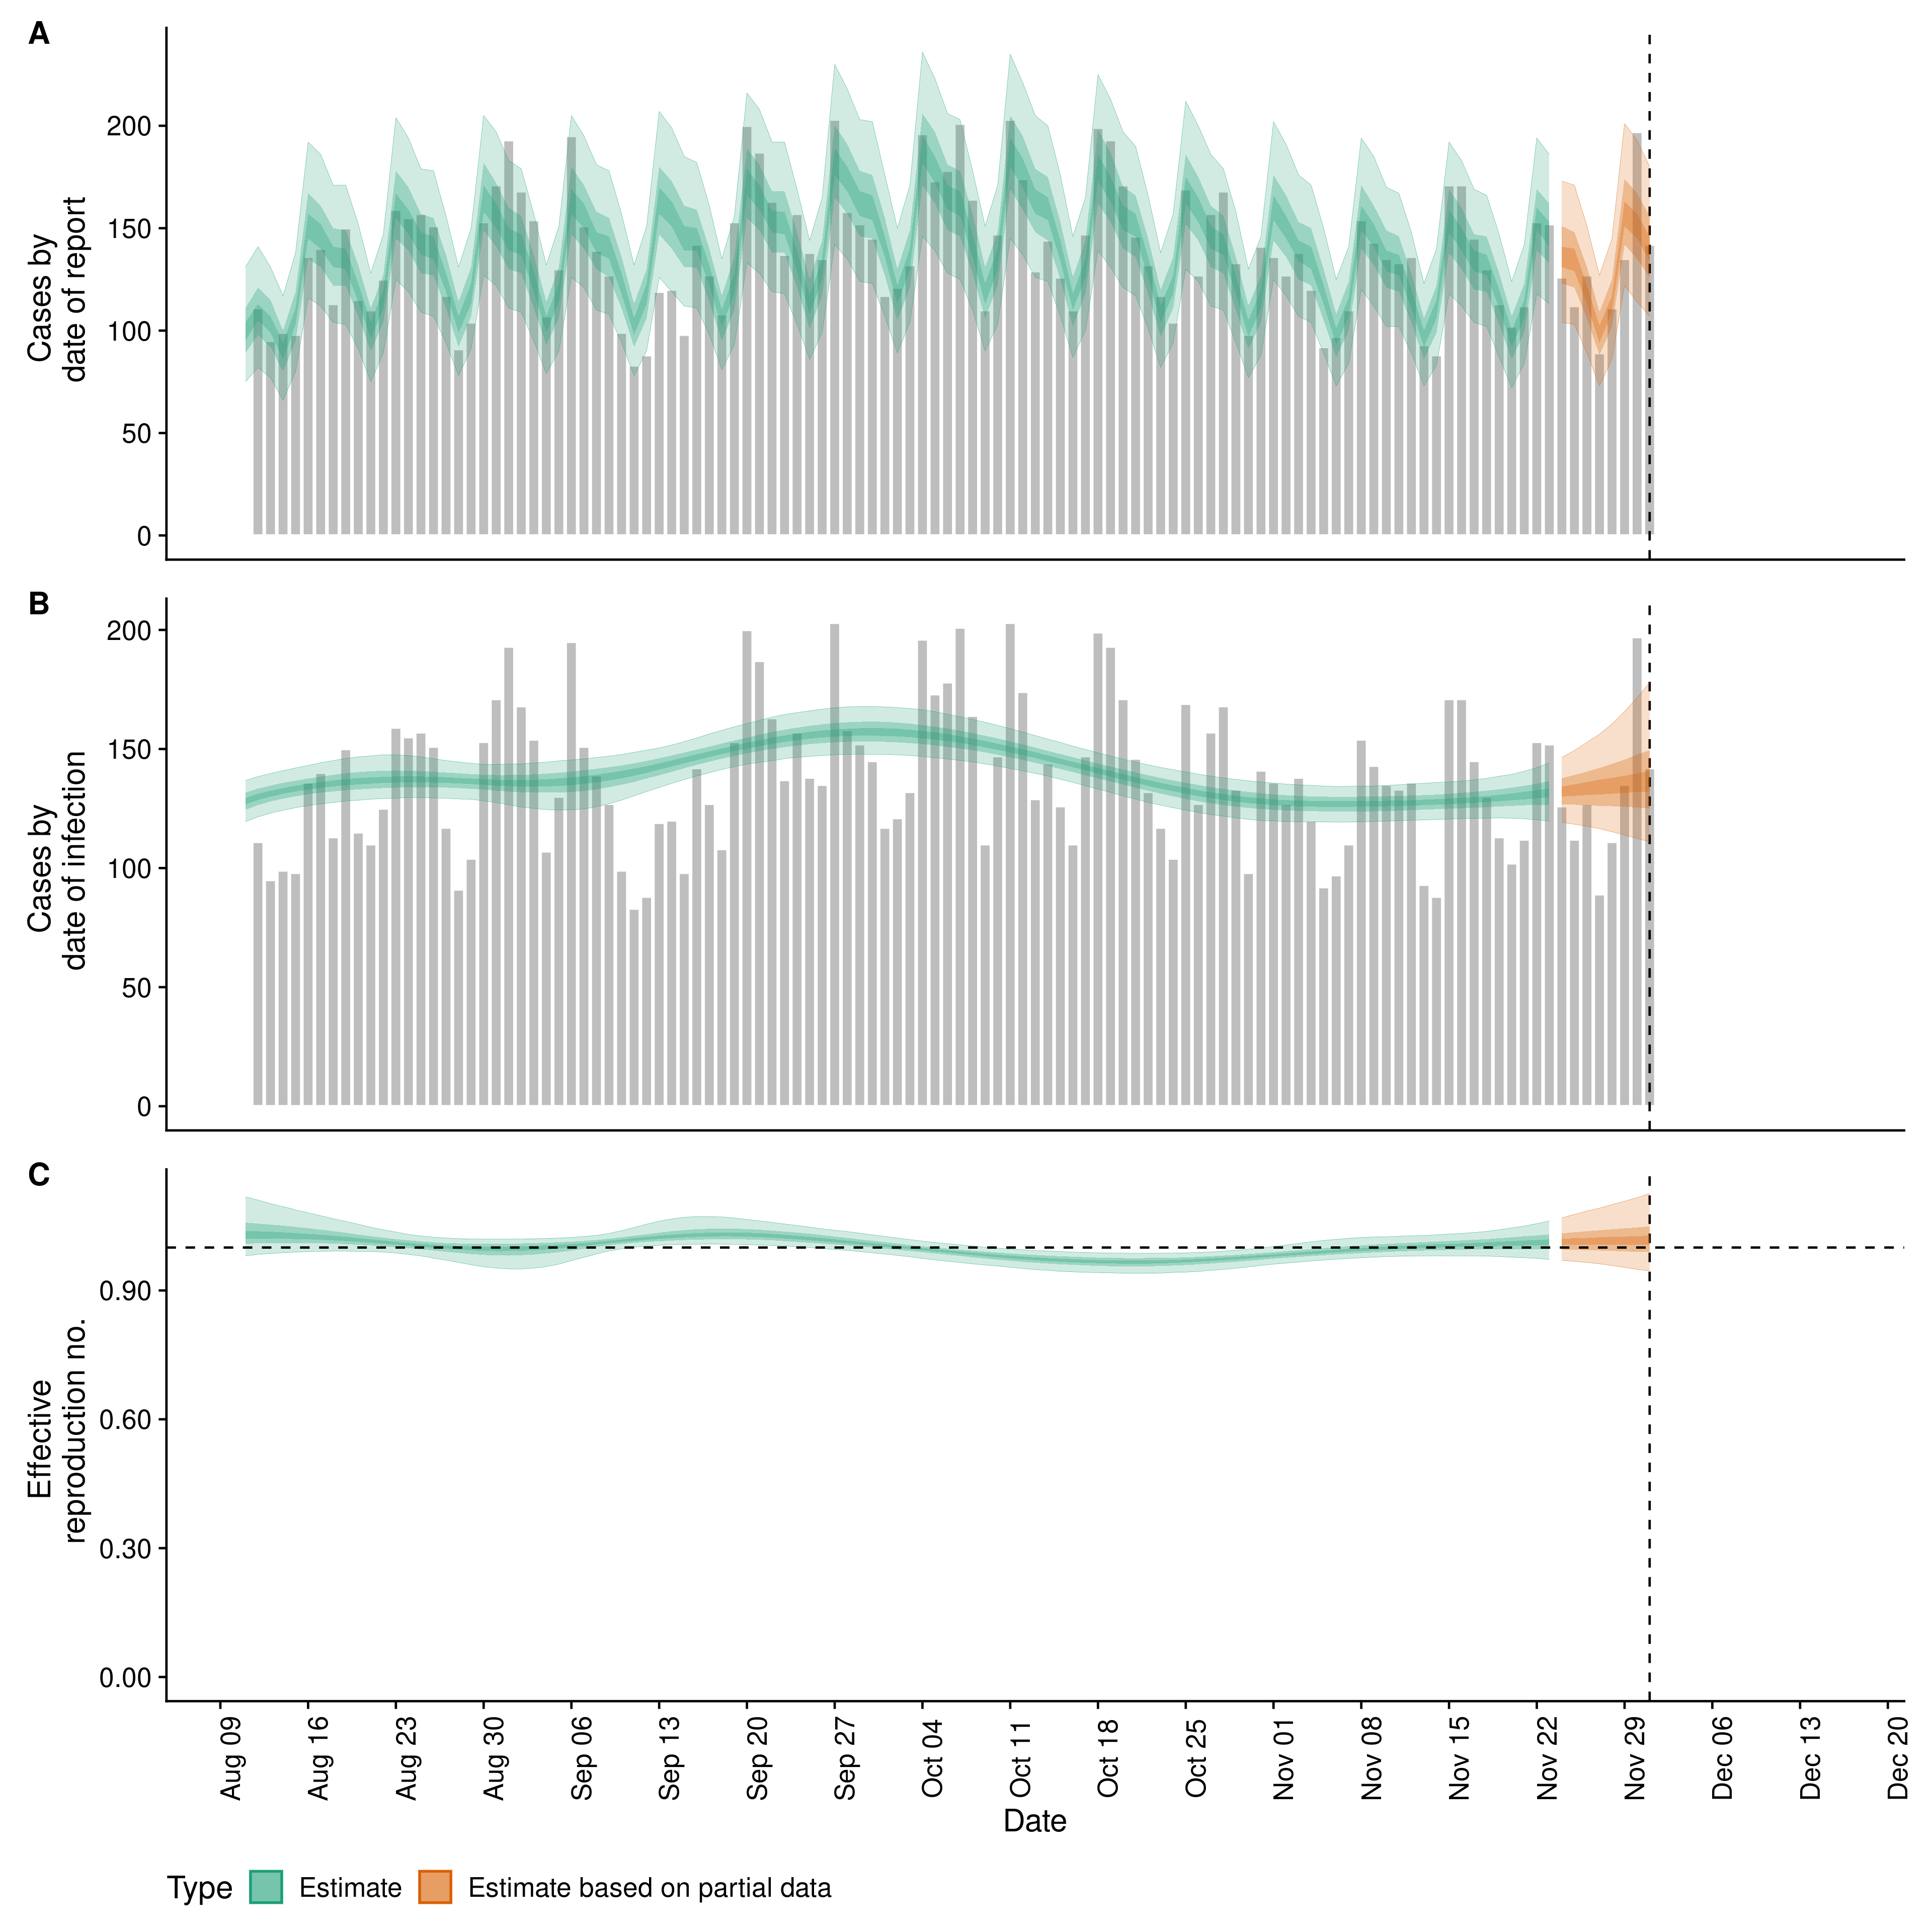 A
Cases by
date of report
200
150
100
50
0
B
Cases by
date of infection
200
150
100
50
0
C
Effective
reproduction no.
0.90
0.60
0.30
0.00
Aug 09
Aug 16
Aug 23
Aug 30
Sep 06
Sep 13
Sep 20
Sep 27
Oct 04
Oct 11
Oct 18
Oct 25
Nov 01
Nov 08
Nov 15
Nov 22
Nov 29
Dec 06
Dec 13
Dec 20
Date
Type Estimate Estimate based on partial data